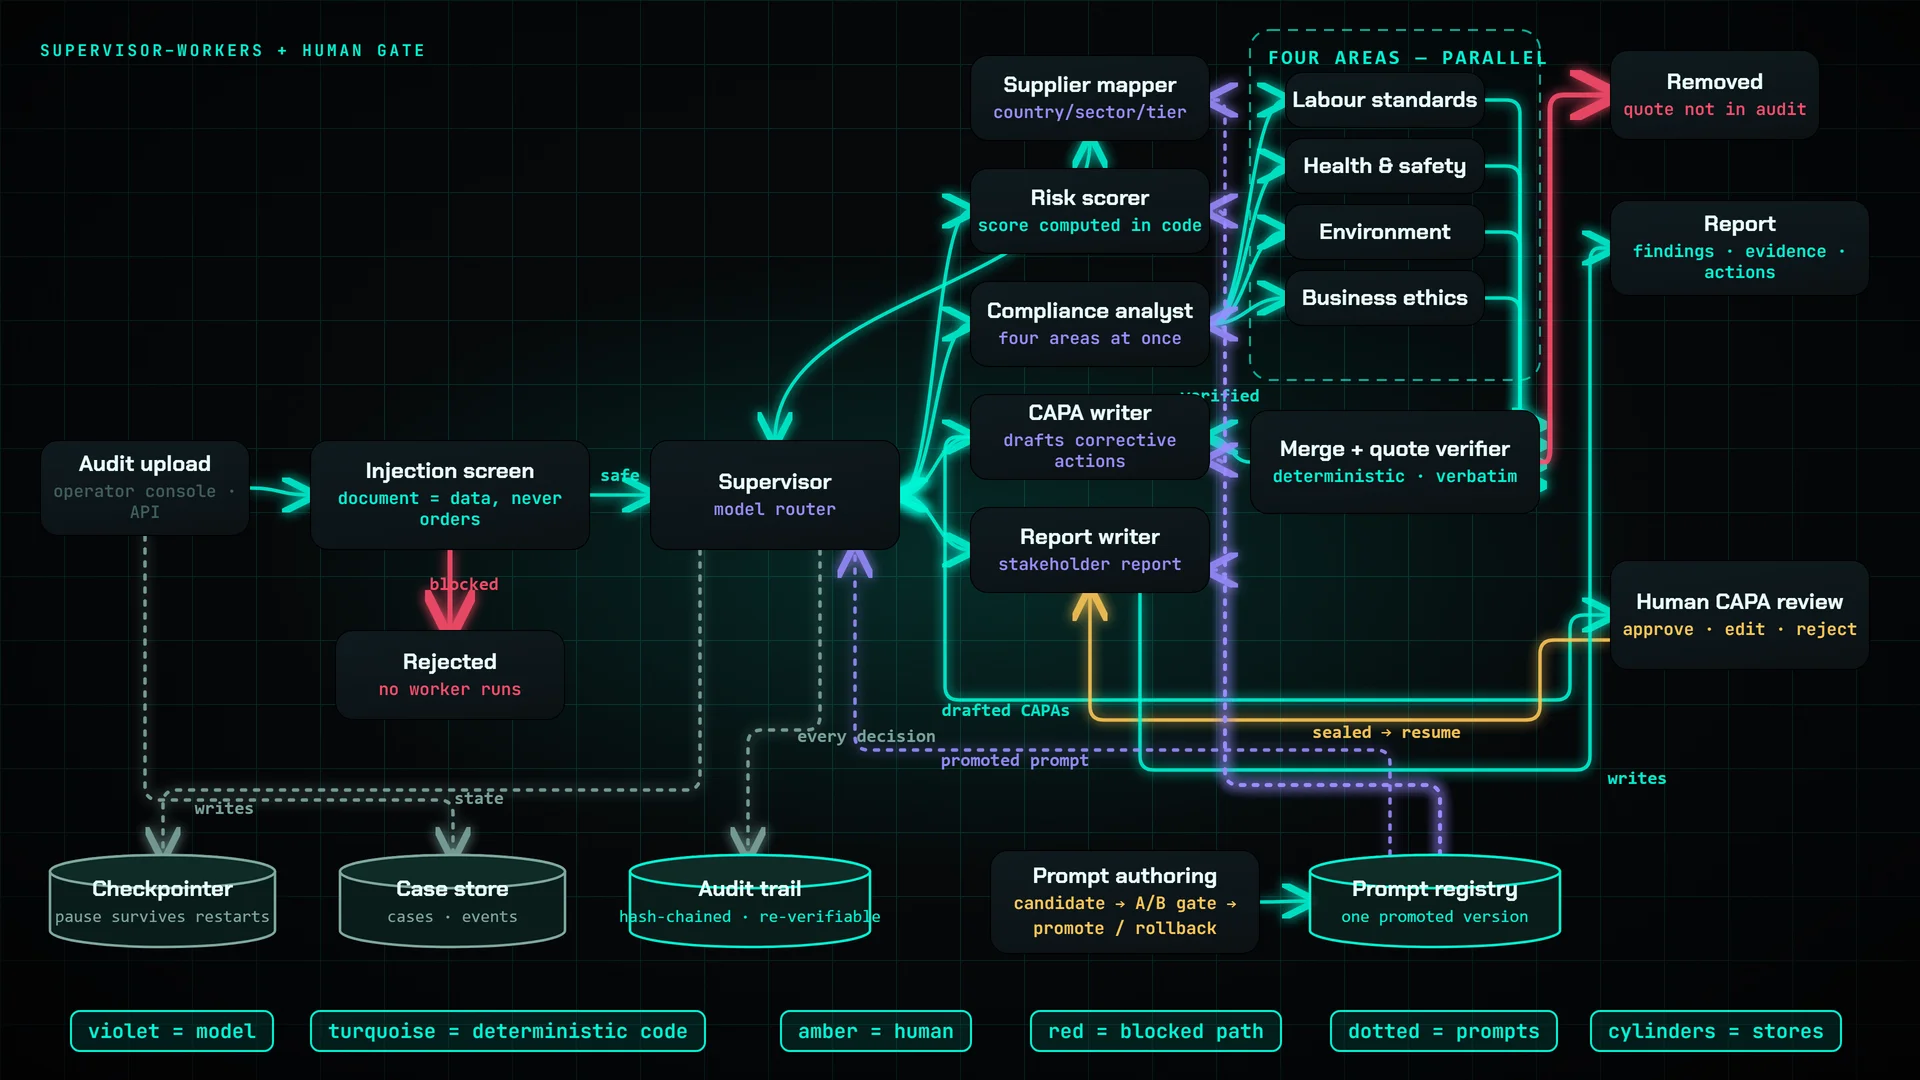 SUPERVISOR-WORKERS + HUMAN GATE
FOUR AREAS — PARALLEL
Supplier mapper
country/sector/tier
Labour standards
Removed
quote not in audit
Health & safety
Risk scorer
score computed in code
Environment
Report
findings · evidence ·
actions
Business ethics
Compliance analyst
four areas at once
verified
CAPA writer
drafts corrective
actions
Merge + quote verifier
deterministic · verbatim
Audit upload
operator console ·
API
Injection screen
document = data, never
orders
safe
Supervisor
model router
Report writer
stakeholder report
blocked
Human CAPA review
approve · edit · reject
Rejected
no worker runs
drafted CAPAs
sealed → resume
every decision
promoted prompt
writes
state
writes
Checkpointer
pause survives restarts
Case store
cases · events
Audit trail
hash-chained · re-verifiable
Prompt authoring
candidate → A/B gate →
promote / rollback
Prompt registry
one promoted version
violet = model
turquoise = deterministic code
amber = human
red = blocked path
dotted = prompts
cylinders = stores